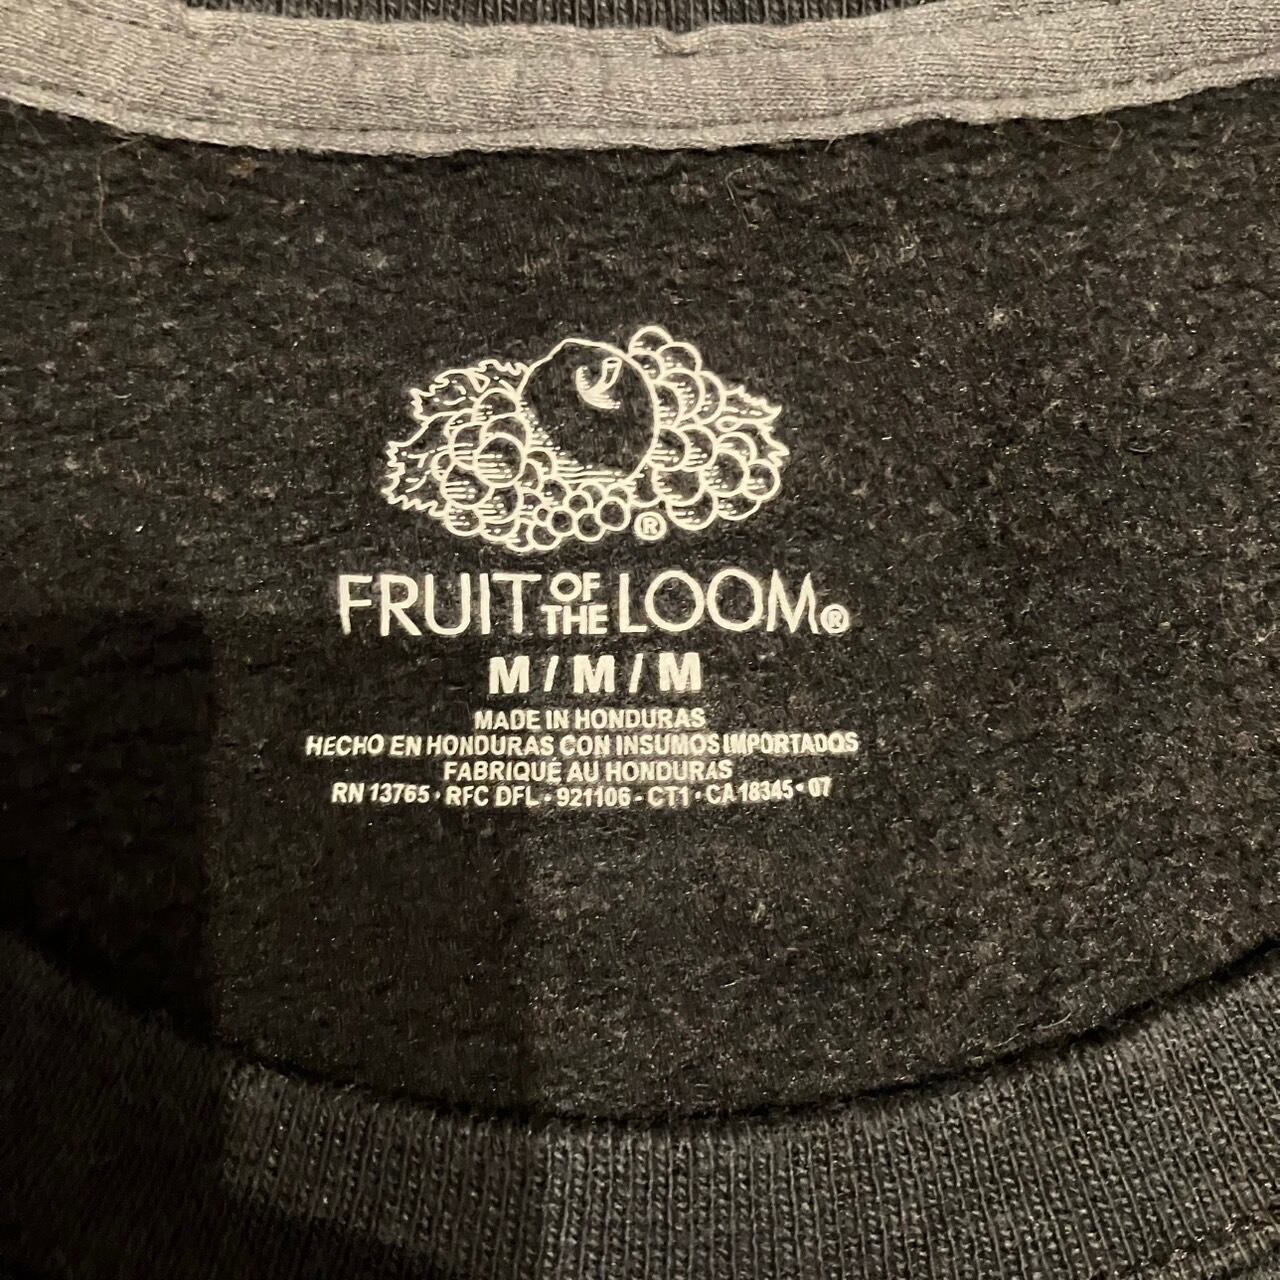 ®
FRUIT OF THE LOOM®
M / M / M
MADE IN HONDURAS
HECHO EN HONDURAS CON INSUMOS IMPORTADOS
FABRIQUÉ AU HONDURAS
RN 13765 • RFC DFL - 921106 - CT1 • CA 18345 • 07